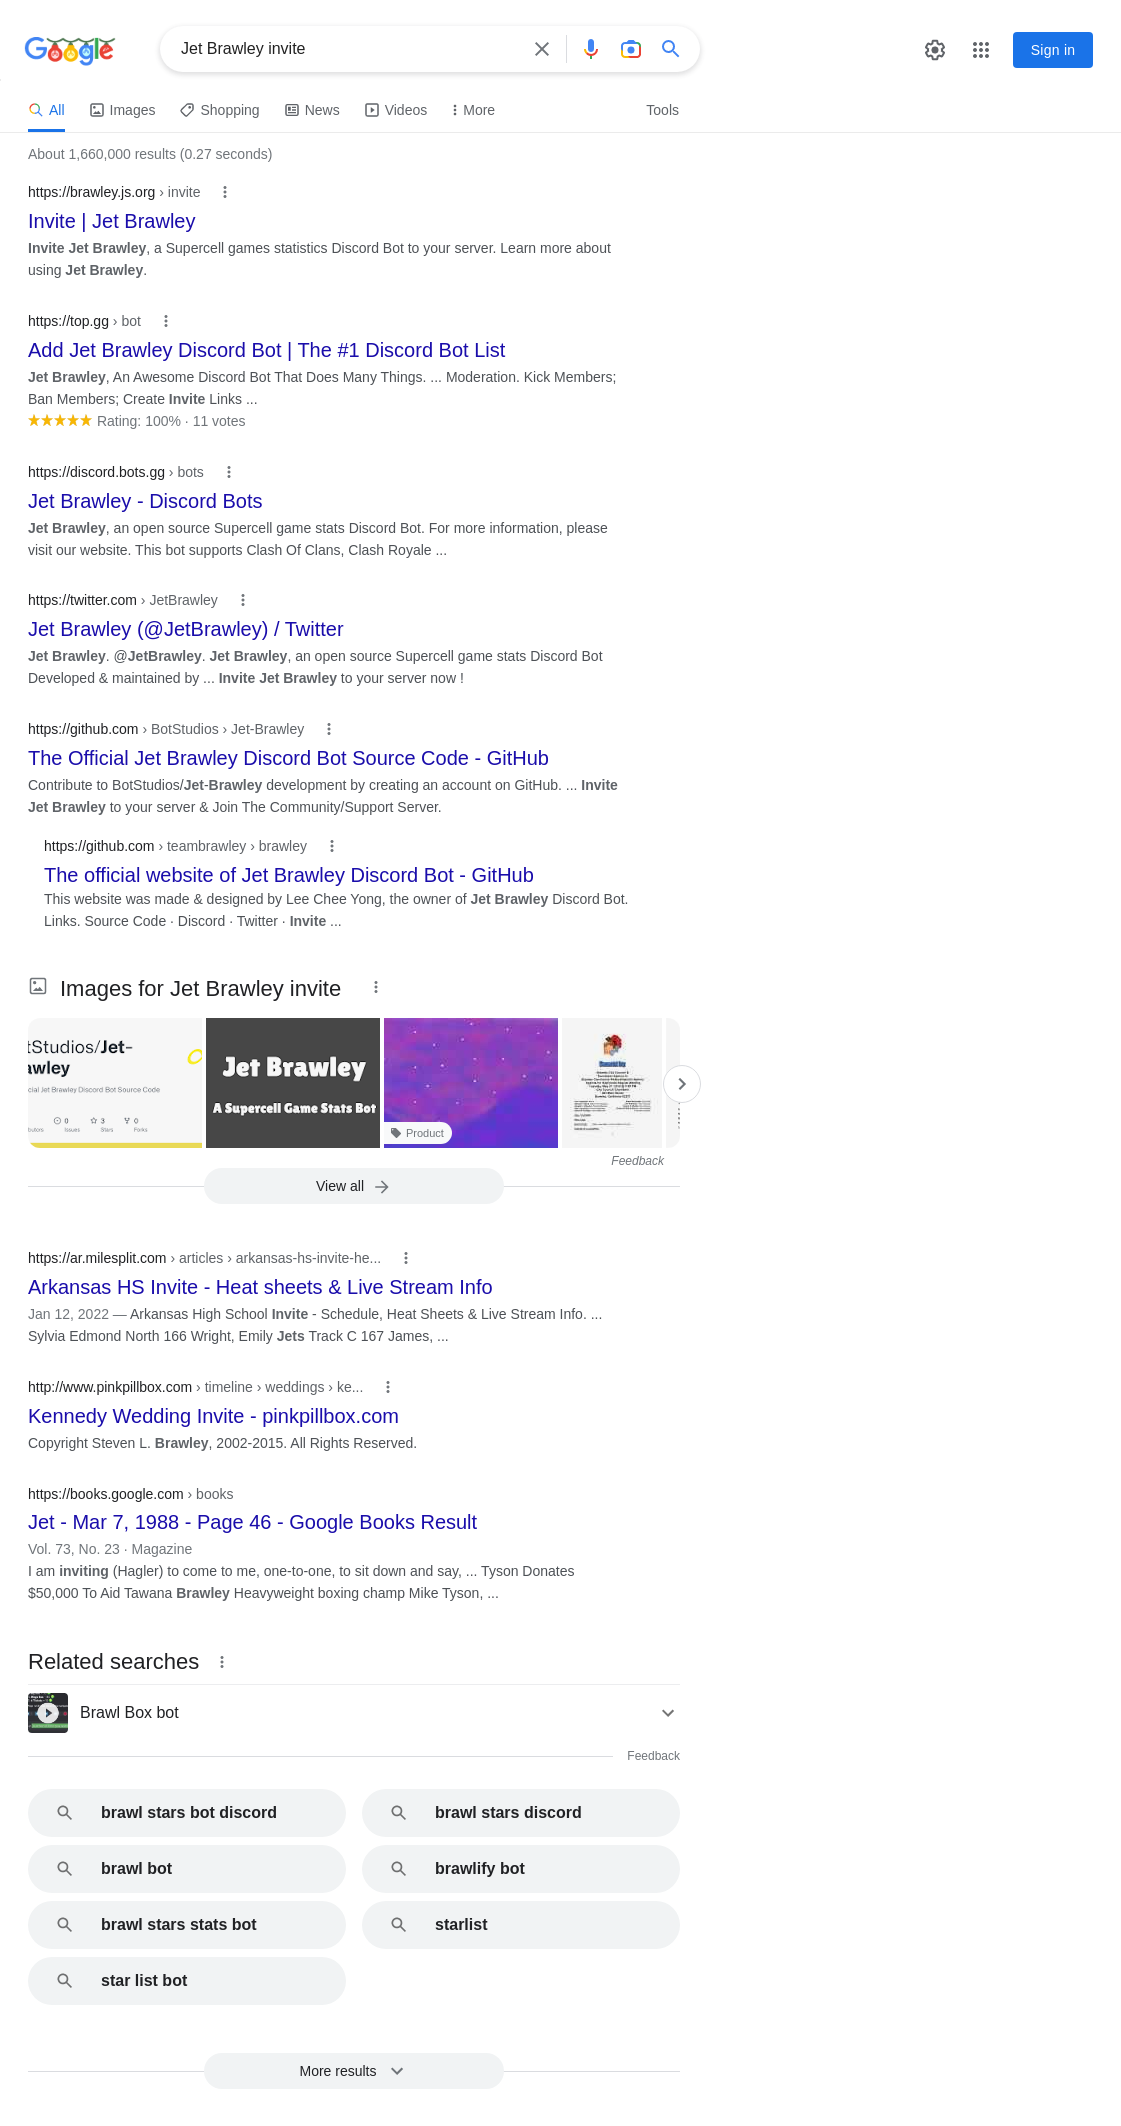 Google
Jet Brawley invite
Sign in
All Images Shopping News Videos More Tools
About 1,660,000 results (0.27 seconds)
https://brawley.js.org › invite
Invite | Jet Brawley
Invite Jet Brawley, a Supercell games statistics Discord Bot to your server. Learn more about
using Jet Brawley.
https://top.gg › bot
Add Jet Brawley Discord Bot | The #1 Discord Bot List
Jet Brawley, An Awesome Discord Bot That Does Many Things. ... Moderation. Kick Members;
Ban Members; Create Invite Links ...
Rating: 100% · 11 votes
https://discord.bots.gg › bots
Jet Brawley - Discord Bots
Jet Brawley, an open source Supercell game stats Discord Bot. For more information, please
visit our website. This bot supports Clash Of Clans, Clash Royale ...
https://twitter.com › JetBrawley
Jet Brawley (@JetBrawley) / Twitter
Jet Brawley. @JetBrawley. Jet Brawley, an open source Supercell game stats Discord Bot
Developed & maintained by ... Invite Jet Brawley to your server now !
https://github.com › BotStudios › Jet-Brawley
The Official Jet Brawley Discord Bot Source Code - GitHub
Contribute to BotStudios/Jet-Brawley development by creating an account on GitHub. ... Invite
Jet Brawley to your server & Join The Community/Support Server.
https://github.com › teambrawley › brawley
The official website of Jet Brawley Discord Bot - GitHub
This website was made & designed by Lee Chee Yong, the owner of Jet Brawley Discord Bot.
Links. Source Code · Discord · Twitter · Invite ...
Images for Jet Brawley invite
tStudios/Jet-
awley
cial Jet Brawley Discord Bot Source Code
0 3 0
butors Issues Stars Forks
Jet Brawley
A Supercell Game Stats Bot
Product
Feedback
View all
https://ar.milesplit.com › articles › arkansas-hs-invite-he...
Arkansas HS Invite - Heat sheets & Live Stream Info
Jan 12, 2022 — Arkansas High School Invite - Schedule, Heat Sheets & Live Stream Info. ...
Sylvia Edmond North 166 Wright, Emily Jets Track C 167 James, ...
http://www.pinkpillbox.com › timeline › weddings › ke...
Kennedy Wedding Invite - pinkpillbox.com
Copyright Steven L. Brawley, 2002-2015. All Rights Reserved.
https://books.google.com › books
Jet - Mar 7, 1988 - Page 46 - Google Books Result
Vol. 73, No. 23 · Magazine
I am inviting (Hagler) to come to me, one-to-one, to sit down and say, ... Tyson Donates
$50,000 To Aid Tawana Brawley Heavyweight boxing champ Mike Tyson, ...
Related searches
Brawl Box bot
Feedback
brawl stars bot discord
brawl stars discord
brawl bot
brawlify bot
brawl stars stats bot
starlist
star list bot
More results